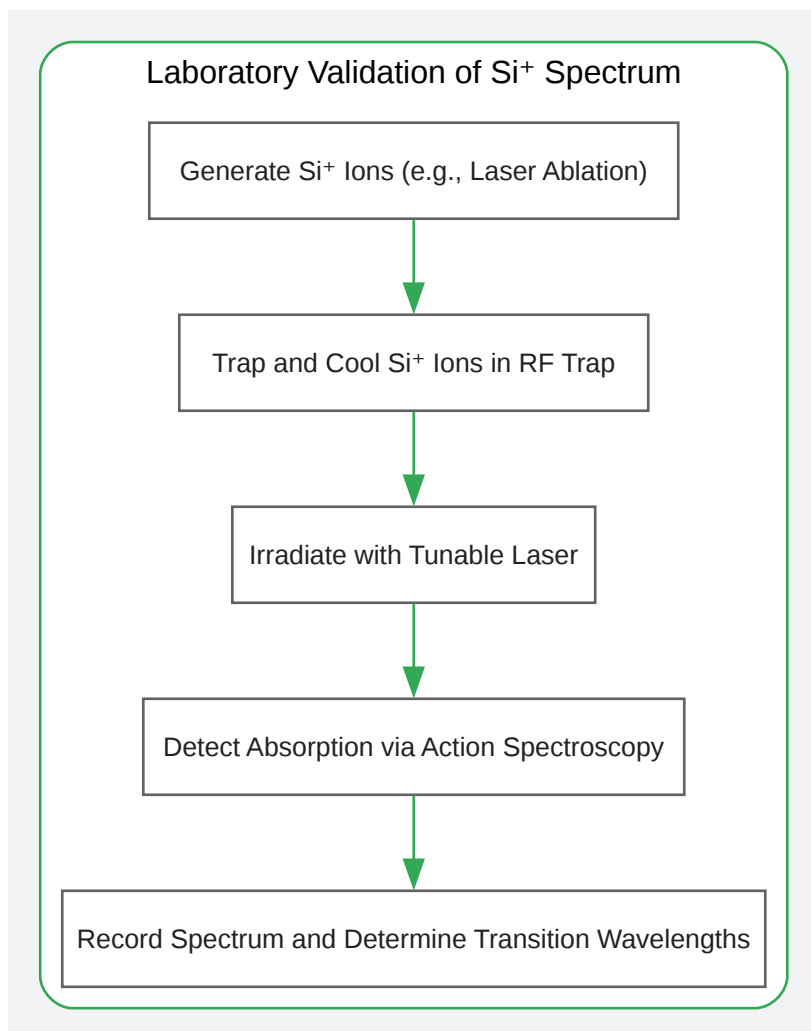 Laboratory Validation of Si⁺ Spectrum
Generate Si⁺ Ions (e.g., Laser Ablation)
Trap and Cool Si⁺ Ions in RF Trap
Irradiate with Tunable Laser
Detect Absorption via Action Spectroscopy
Record Spectrum and Determine Transition Wavelengths